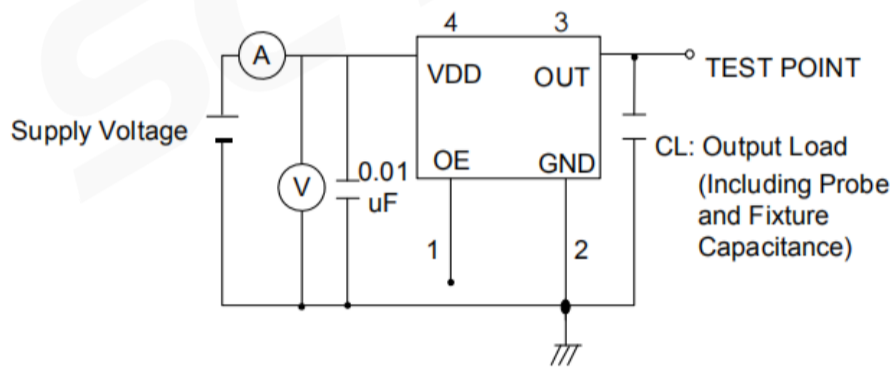 4
3
A
VDD
OUT
TEST POINT
Supply Voltage
V
0.01
uF
OE
GND
CL: Output Load
(Including Probe
and Fixture
Capacitance)
1
2